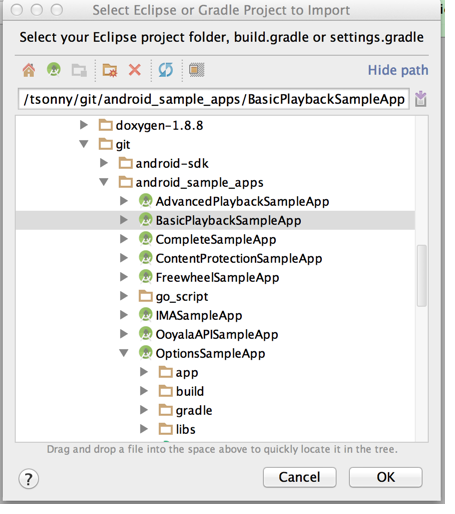 Select Eclipse or Gradle Project to Import
Select your Eclipse project folder, build.gradle or settings.gradle
Hide path
/tsonny/git/android_sample_apps/BasicPlaybackSampleApp
doxygen-1.8.8
git
android-sdk
android_sample_apps
AdvancedPlaybackSampleApp
BasicPlaybackSampleApp
CompleteSampleApp
ContentProtectionSampleApp
FreewheelSampleApp
go_script
IMASampleApp
OoyalaAPISampleApp
OptionsSampleApp
app
build
gradle
libs
Drag and drop a file into the space above to quickly locate it in the tree.
? Cancel OK